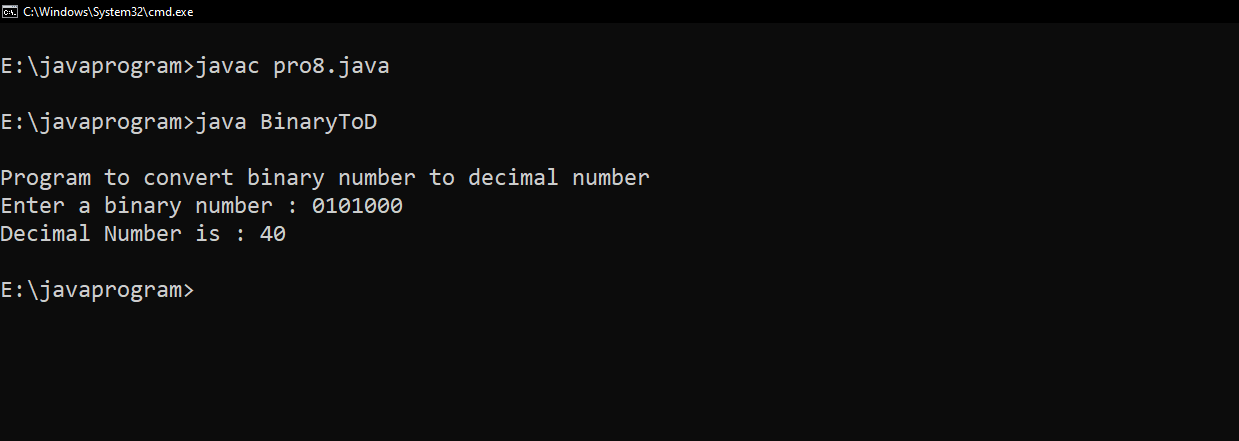 C:\Windows\System32\cmd.exe
E:\javaprogram>javac pro8.java
E:\javaprogram>java BinaryToD
Program to convert binary number to decimal number
Enter a binary number : 0101000
Decimal Number is : 40
E:\javaprogram>